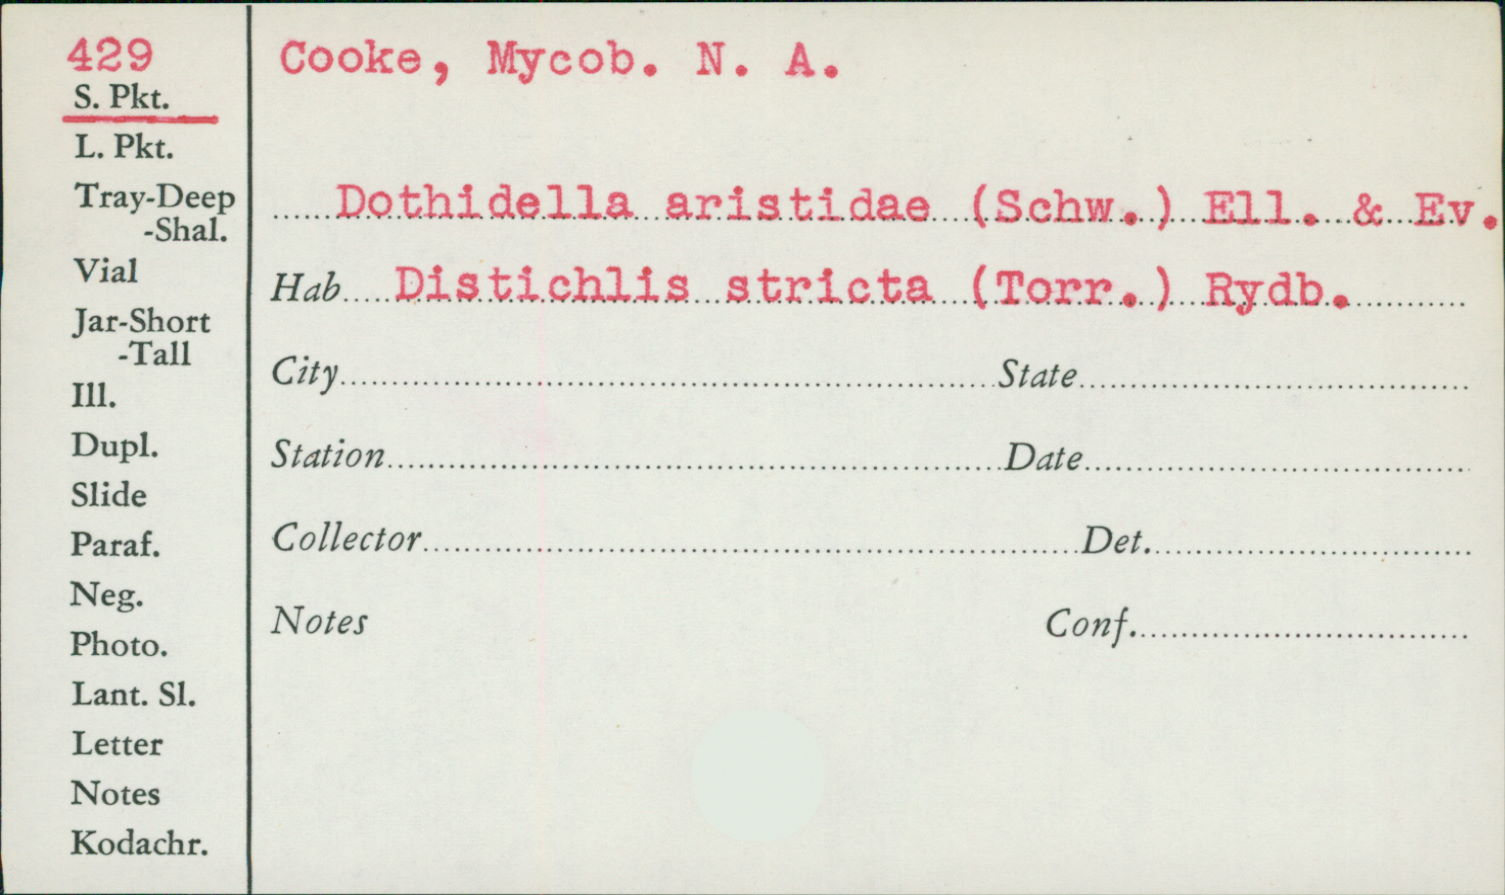 429
S. Pkt.
L. Pkt.
Tray-Deep
-Shal.
Vial
Jar-Short
-Tall
Ill.
Dupl.
Slide
Paraf.
Neg.
Photo.
Lant. Sl.
Letter
Notes
Kodachr.
Cooke, Mycob. N. A.
Dothidella aristidae (Schw.) Ell. & Ev.
Hab Distichlis stricta (Torr.) Rydb.
City State
Station Date
Collector Det.
Notes Conf.